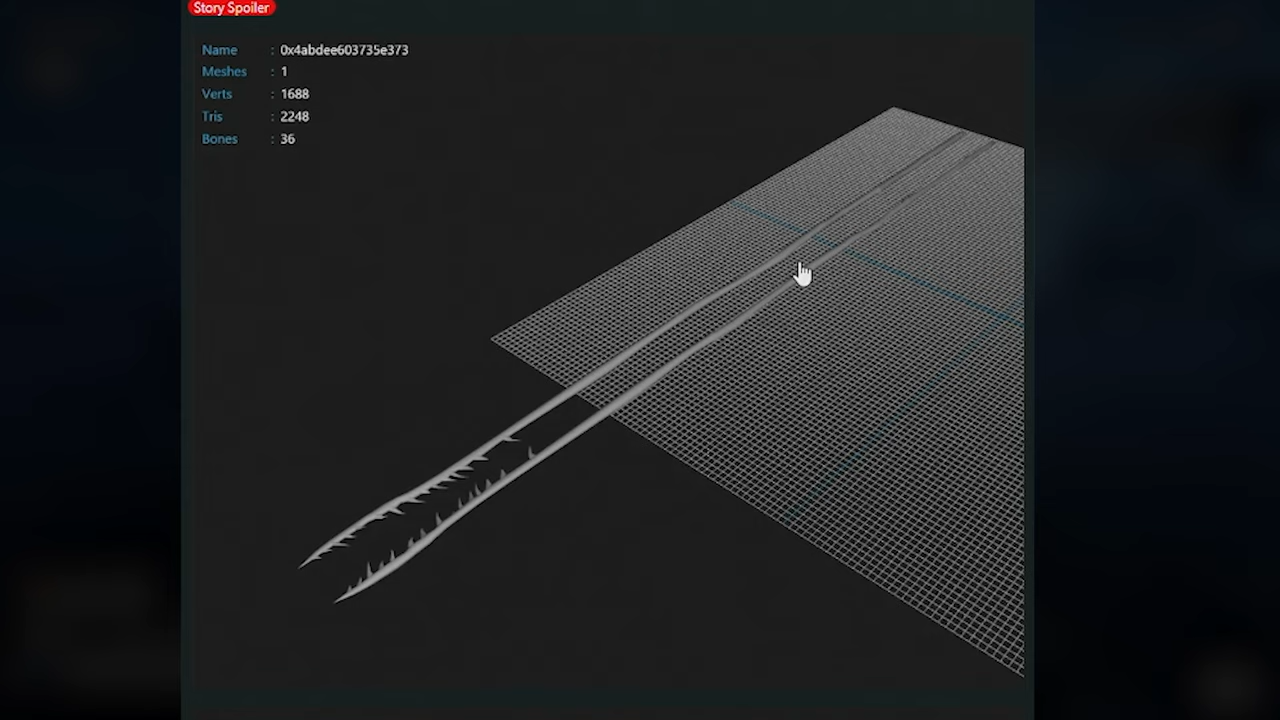 Story Spoiler
Name : 0x4abdee603735e373
Meshes : 1
Verts : 1688
Tris : 2248
Bones : 36